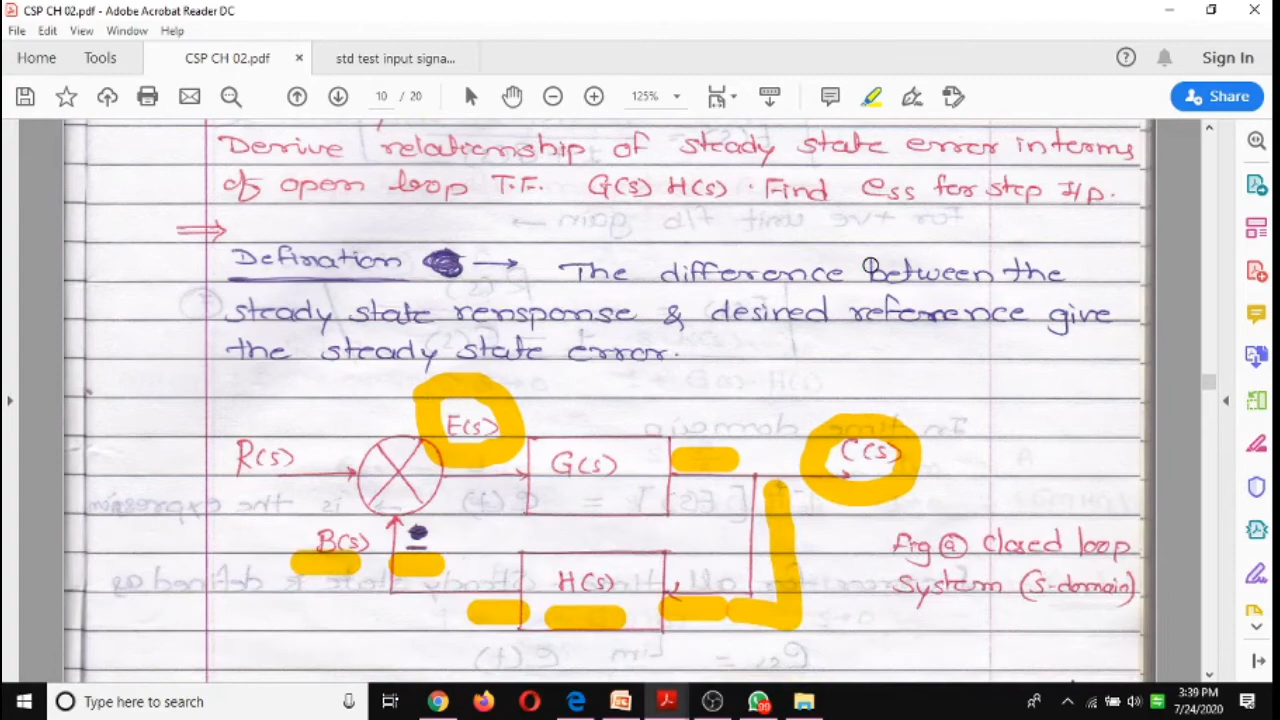 CSP CH 02.pdf - Adobe Acrobat Reader DC
File Edit View Window Help
Home Tools CSP CH 02.pdf × std test input signa...
Sign In
10 / 20
125%
Share
Derive relationship of steady state error interms
of open loop T.F. G(s) H(s) . Find ess for step I/p.
⇒
Defination → The difference Between the
steady state rensponse & desired reference give
the steady state error.
E(s)
R(s) G(s) C(s)
B(s)
H(s)
Fig ⓐ closed loop
System (S-domain)
Type here to search
99
3:39 PM
7/24/2020